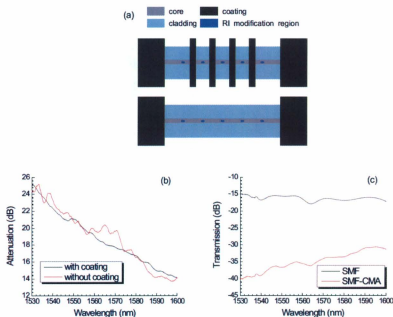 (a)
core
coating
cladding
RI modification region
(b)
26
24
22
20
18
16
14
12
Attenuation (dB)
with coating
without coating
1530 1540 1550 1560 1570 1580 1590 1600
Wavelength (nm)
(c)
-10
-15
-20
-25
-30
-35
-40
-45
Transmission (dB)
SMF
SMF-CMA
1530 1540 1550 1560 1570 1580 1590 1600
Wavelength (nm)